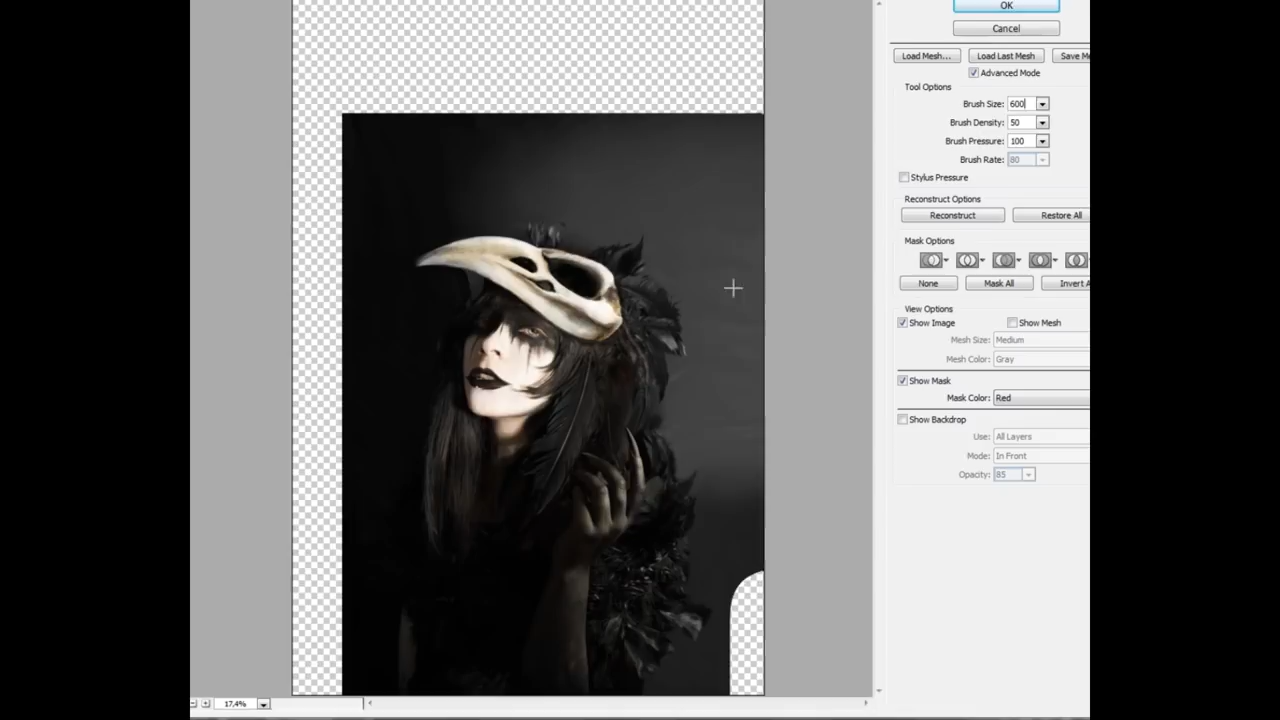 OK
Cancel
Load Mesh... Load Last Mesh Save Me
Advanced Mode
Tool Options
Brush Size: 600
Brush Density: 50
Brush Pressure: 100
Brush Rate: 80
Stylus Pressure
Reconstruct Options
Reconstruct Restore All
Mask Options
None Mask All Invert A
View Options
Show Image Show Mesh
Mesh Size: Medium
Mesh Color: Gray
Show Mask
Mask Color: Red
Show Backdrop
Use: All Layers
Mode: In Front
Opacity: 85
17,4%